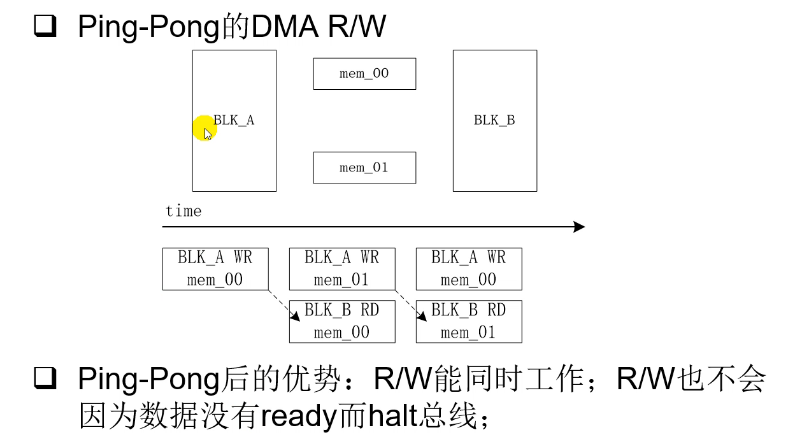 Ping-Pong的DMA R/W
mem_00
BLK_A
BLK_B
mem_01
time
BLK_A WR
mem_00
BLK_A WR
mem_01
BLK_A WR
mem_00
BLK_B RD
mem_00
BLK_B RD
mem_01
Ping-Pong后的优势：R/W能同时工作；R/W也不会
因为数据没有ready而halt总线；